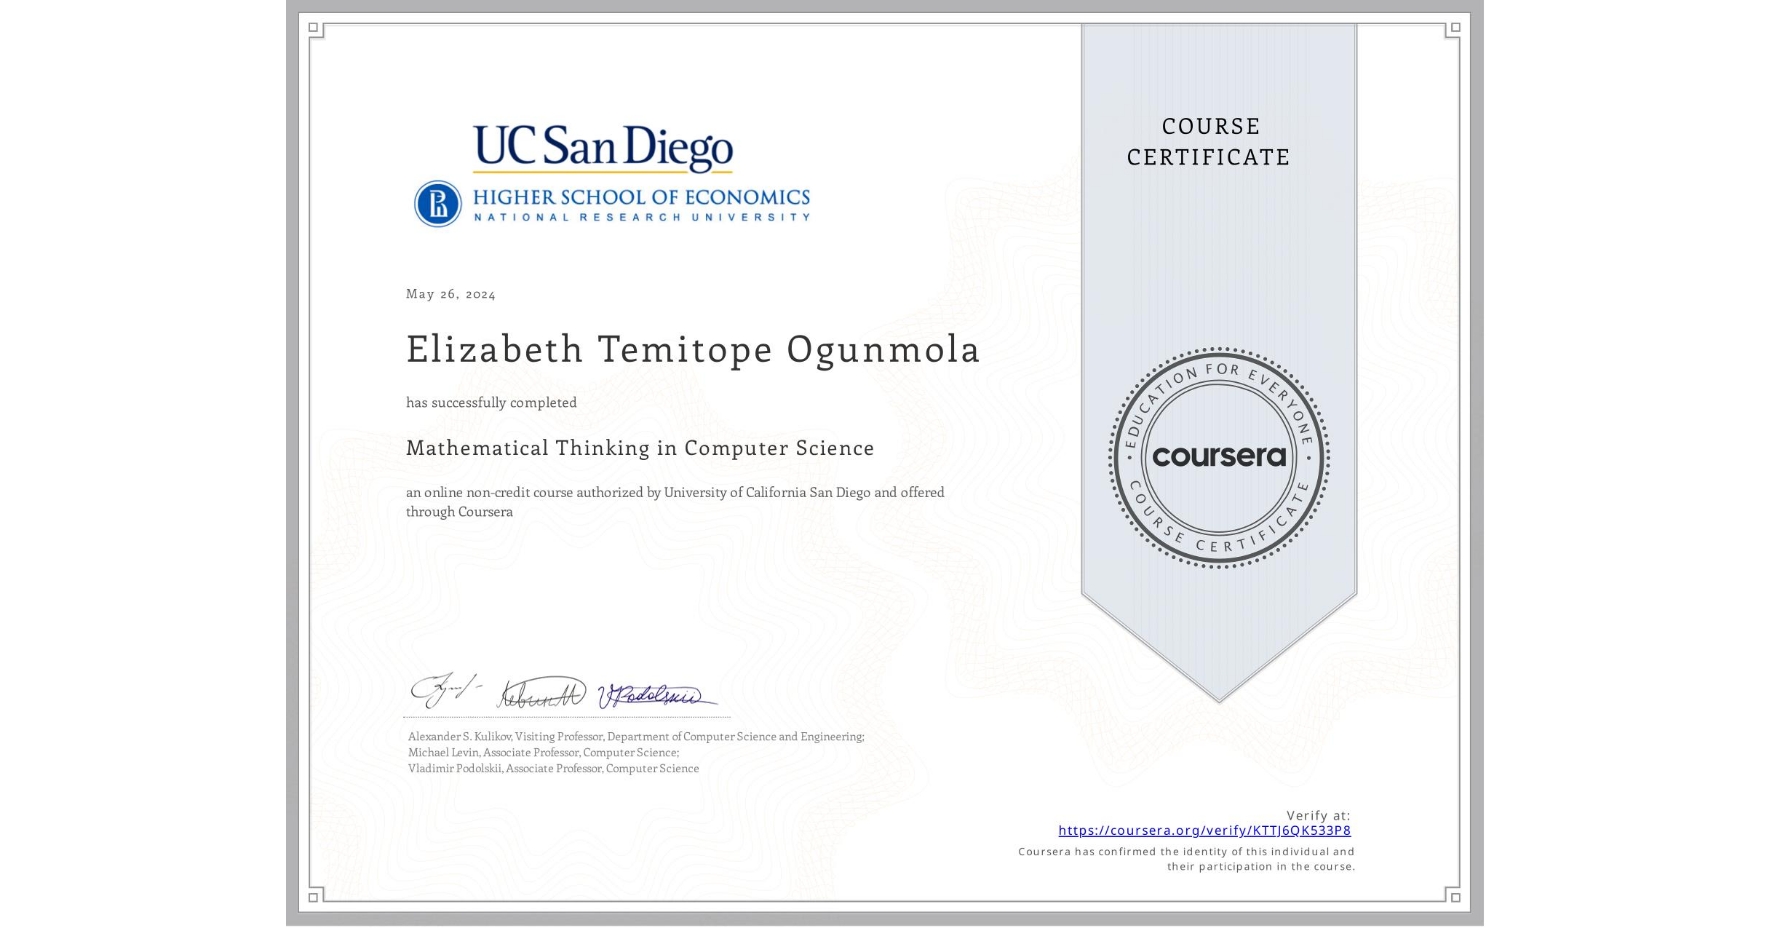 UC San Diego
HIGHER SCHOOL OF ECONOMICS
NATIONAL RESEARCH UNIVERSITY
COURSE
CERTIFICATE
May 26, 2024
Elizabeth Temitope Ogunmola
has successfully completed
Mathematical Thinking in Computer Science
an online non-credit course authorized by University of California San Diego and offered
through Coursera
EDUCATION FOR EVERYONE
coursera
COURSE CERTIFICATE
VPodolskii
Alexander S. Kulikov, Visiting Professor, Department of Computer Science and Engineering;
Michael Levin, Associate Professor, Computer Science;
Vladimir Podolskii, Associate Professor, Computer Science
Verify at:
https://coursera.org/verify/KTTJ6QK533P8
Coursera has confirmed the identity of this individual and
their participation in the course.